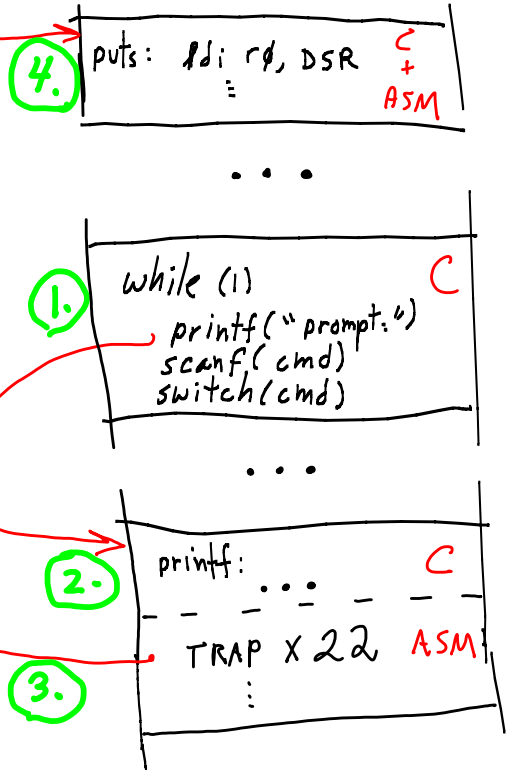 4.
puts: ldi rØ, DSR
C
+
ASM
1.
while (1)
C
printf("prompt:")
scanf(cmd)
switch(cmd)
2.
printf:
...
C
3.
TRAP x22
ASM